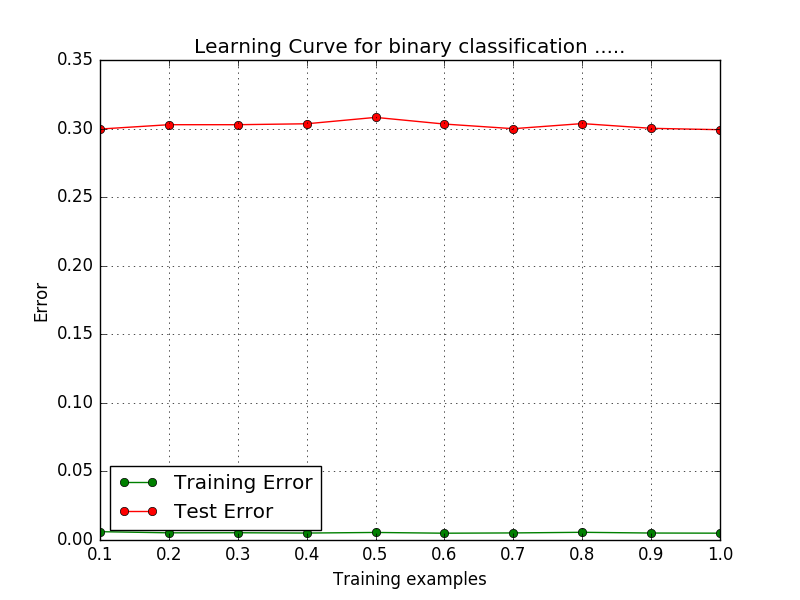 Learning Curve for binary classification .....
0.35
0.30
0.25
0.20
0.15
0.10
0.05
0.00
Error
Training Error
Test Error
0.1 0.2 0.3 0.4 0.5 0.6 0.7 0.8 0.9 1.0
Training examples